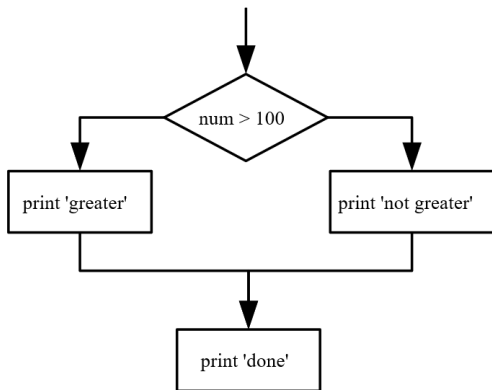 num > 100
print 'greater'
print 'not greater'
print 'done'